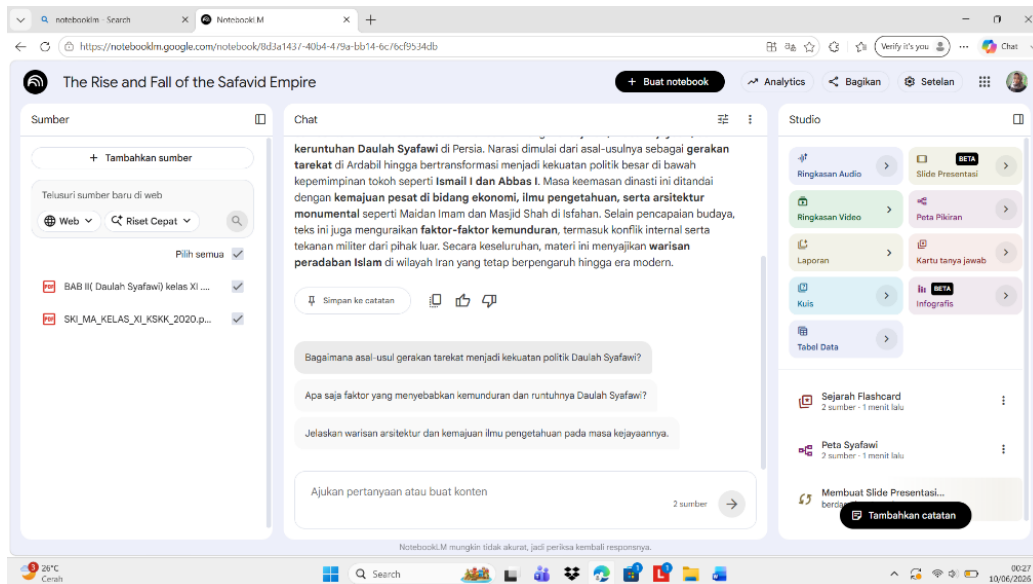 notebooklm - Search
NotebookLM
https://notebooklm.google.com/notebook/8d3a1437-40b4-479a-bb14-6c76cf9534db
Verify it's you
Chat
The Rise and Fall of the Safavid Empire
+ Buat notebook
Analytics
Bagikan
Setelan
Sumber
+ Tambahkan sumber
Telusuri sumber baru di web
Web
Riset Cepat
Pilih semua
BAB II( Daulah Syafawi) kelas XI ....
SKI_MA_KELAS_XI_KSKK_2020.p...
Chat
keruntuhan Daulah Syafawi di Persia. Narasi dimulai dari asal-usulnya sebagai gerakan
tarekat di Ardabil hingga bertransformasi menjadi kekuatan politik besar di bawah
kepemimpinan tokoh seperti Ismail I dan Abbas I. Masa keemasan dinasti ini ditandai
dengan kemajuan pesat di bidang ekonomi, ilmu pengetahuan, serta arsitektur
monumental seperti Maidan Imam dan Masjid Shah di Isfahan. Selain pencapaian budaya,
teks ini juga menguraikan faktor-faktor kemunduran, termasuk konflik internal serta
tekanan militer dari pihak luar. Secara keseluruhan, materi ini menyajikan warisan
peradaban Islam di wilayah Iran yang tetap berpengaruh hingga era modern.
Simpan ke catatan
Bagaimana asal-usul gerakan tarekat menjadi kekuatan politik Daulah Syafawi?
Apa saja faktor yang menyebabkan kemunduran dan runtuhnya Daulah Syafawi?
Jelaskan warisan arsitektur dan kemajuan ilmu pengetahuan pada masa kejayaannya.
Ajukan pertanyaan atau buat konten
2 sumber
NotebookLM mungkin tidak akurat, jadi periksa kembali responsnya.
Studio
Ringkasan Audio
BETA
Slide Presentasi
Ringkasan Video
Peta Pikiran
Laporan
Kartu tanya jawab
Kuis
BETA
Infografis
Tabel Data
Sejarah Flashcard
2 sumber · 1 menit lalu
Peta Syafawi
2 sumber · 1 menit lalu
Membuat Slide Presentasi...
Tambahkan catatan
26°C
Cerah
Search
00:27